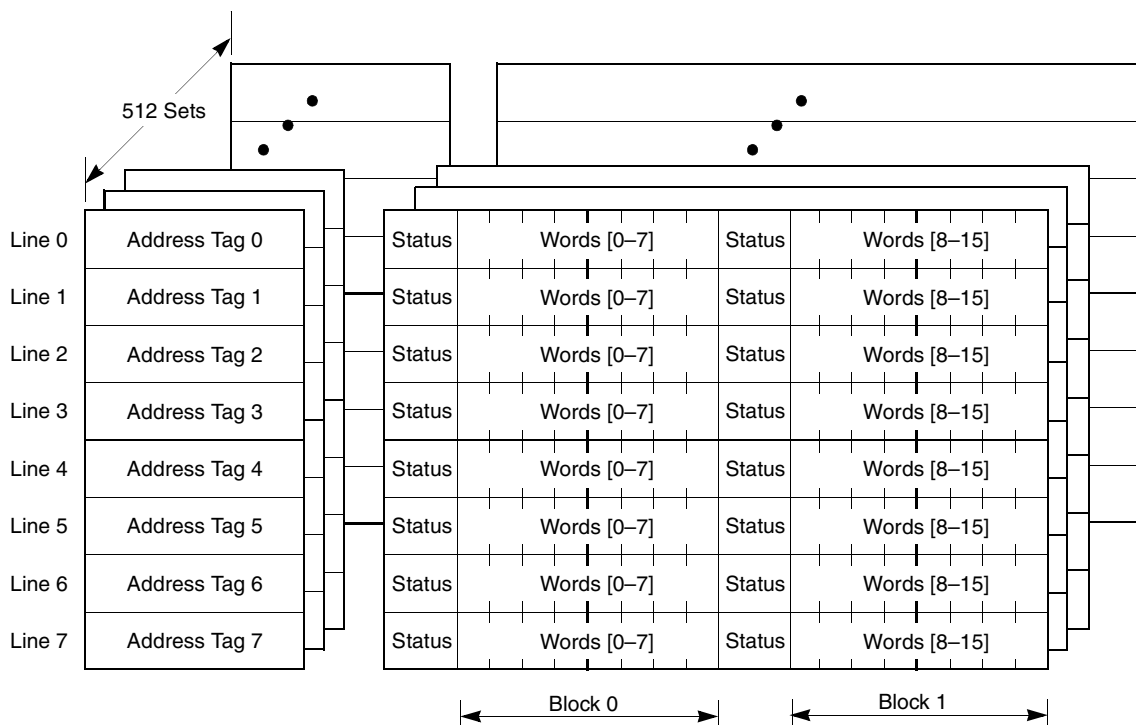 512 Sets
Line 0 Address Tag 0 Status Words [0–7] Status Words [8–15]
Line 1 Address Tag 1 Status Words [0–7] Status Words [8–15]
Line 2 Address Tag 2 Status Words [0–7] Status Words [8–15]
Line 3 Address Tag 3 Status Words [0–7] Status Words [8–15]
Line 4 Address Tag 4 Status Words [0–7] Status Words [8–15]
Line 5 Address Tag 5 Status Words [0–7] Status Words [8–15]
Line 6 Address Tag 6 Status Words [0–7] Status Words [8–15]
Line 7 Address Tag 7 Status Words [0–7] Status Words [8–15]
Block 0 Block 1